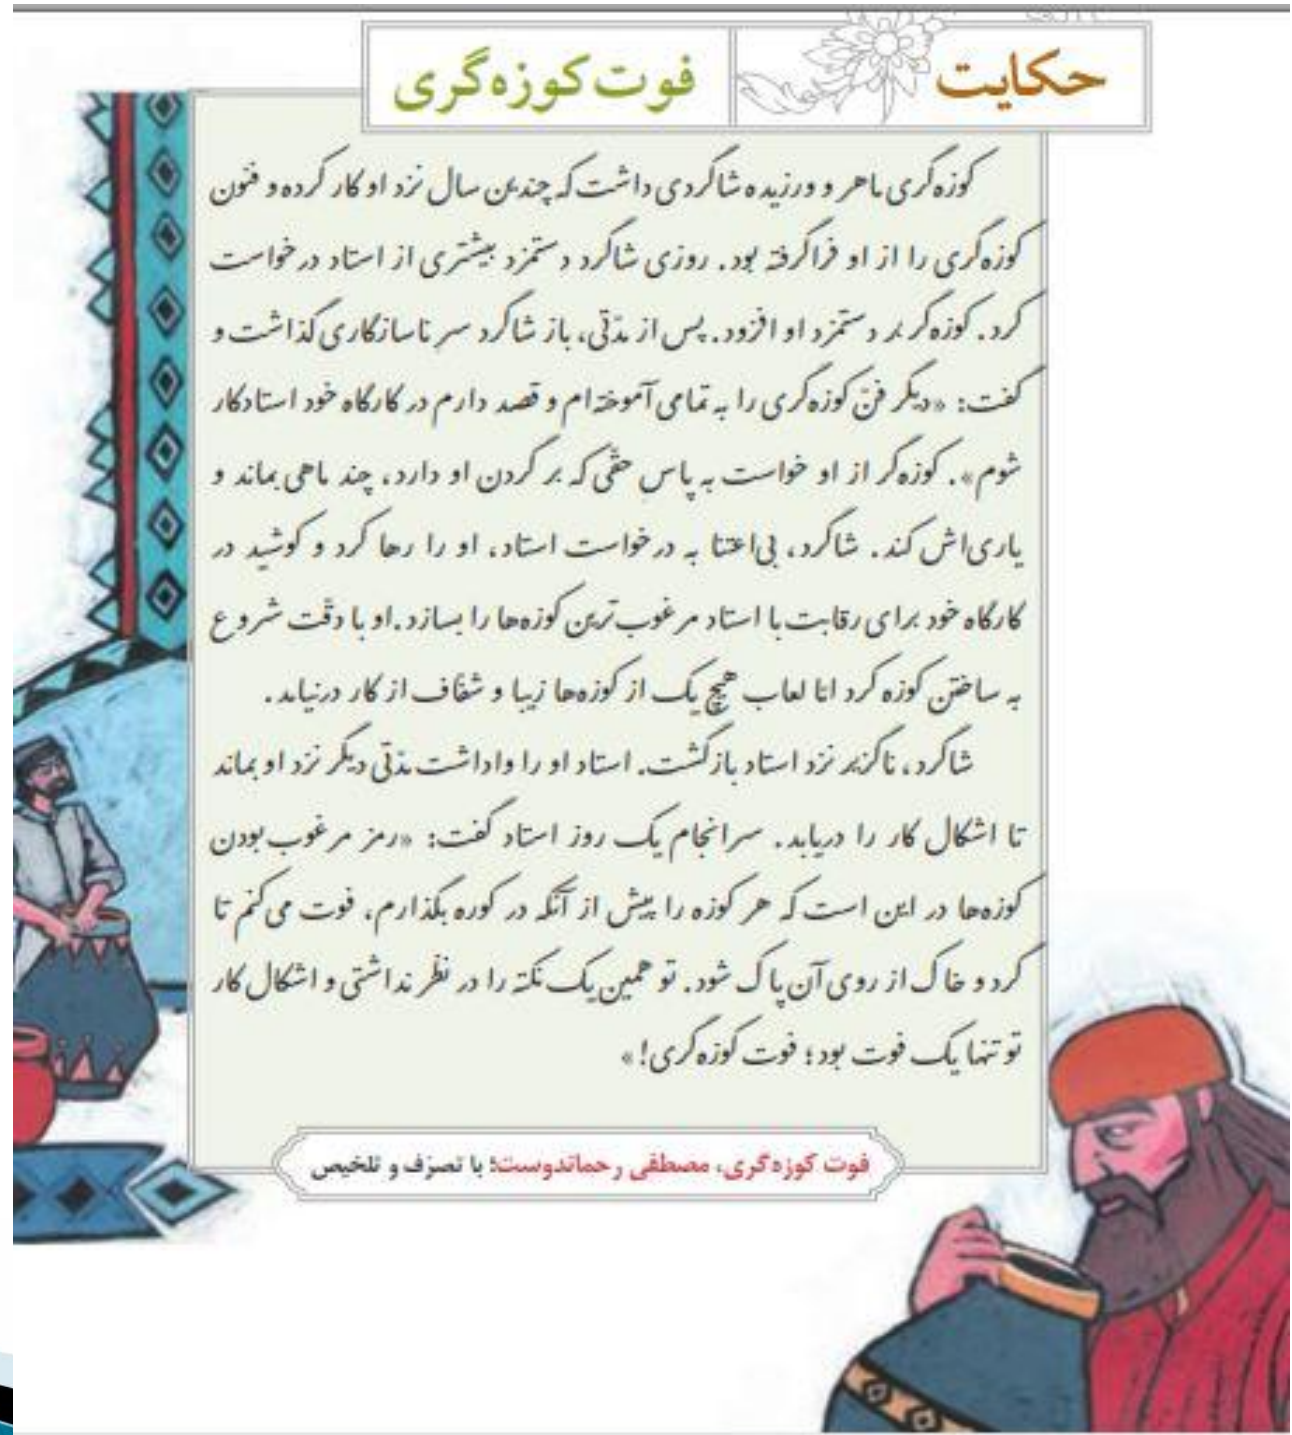 حکایت
فوت کوزه‌گری
کوزه‌گری ماهر و ورزیده شاگردی داشت که چندین سال نزد او کار کرده و فنون
کوزه‌گری را از او فراگرفته بود. روزی شاگرد دستمزد بیشتری از استاد درخواست
کرد. کوزه‌گر بر دستمزد او افزود. پس از مدّتی، باز شاگرد سر ناسازگاری گذاشت و
گفت: «دیگر فنّ کوزه‌گری را به تمامی آموخته‌ام و قصد دارم در کارگاه خود استادکار
شوم». کوزه‌گر از او خواست به پاس حقّی که بر گردن او دارد، چند ماهی بماند و
یاری‌اش کند. شاگرد، بی‌اعتنا به درخواست استاد، او را رها کرد و کوشید در
کارگاه خود برای رقابت با استاد مرغوب‌ترین کوزه‌ها را بسازد. او با دقّت شروع
به ساختن کوزه کرد امّا لعاب هیچ یک از کوزه‌ها زیبا و شفّاف از کار درنیامد.
شاگرد، ناگزیر نزد استاد بازگشت. استاد او را واداشت مدّتی دیگر نزد او بماند
تا اشکال کار را دریابد. سرانجام یک روز استاد گفت: «رمز مرغوب بودن
کوزه‌ها در این است که هر کوزه را پیش از آنکه در کوره بگذارم، فوت می‌کنم تا
گرد و خاک از روی آن پاک شود. تو همین یک نکته را در نظر نداشتی و اشکال کار
تو تنها یک فوت بود؛ فوت کوزه‌گری!»
فوت کوزه‌گری، مصطفی رحماندوست؛ با تصرّف و تلخیص